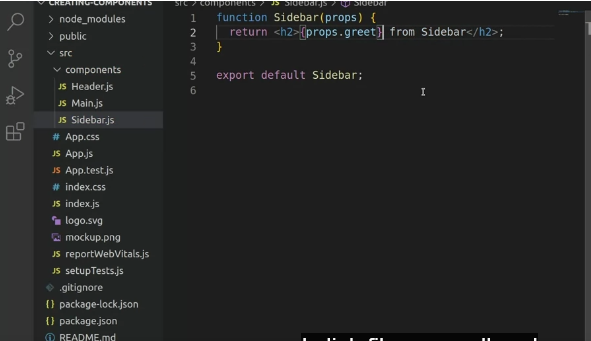 CREATING-COMPONENTS
src > components > JS Sidebar.js > Sidebar
> node_modules
> public
src
components
JS Header.js
JS Main.js
JS Sidebar.js
# App.css
JS App.js
JS App.test.js
# index.css
JS index.js
logo.svg
mockup.png
JS reportWebVitals.js
JS setupTests.js
.gitignore
{} package-lock.json
{} package.json
README.md
1 function Sidebar(props) {
2 return <h2>{props.greet} from Sidebar</h2>;
3 }
4
5 export default Sidebar;
6